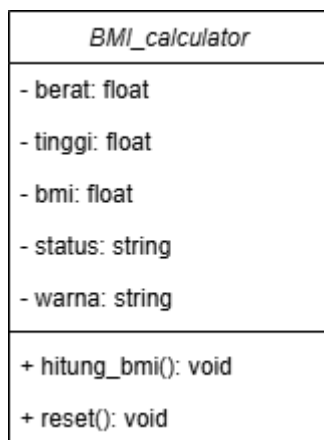 BMI_calculator
- berat: float
- tinggi: float
- bmi: float
- status: string
- warna: string
+ hitung_bmi(): void
+ reset(): void